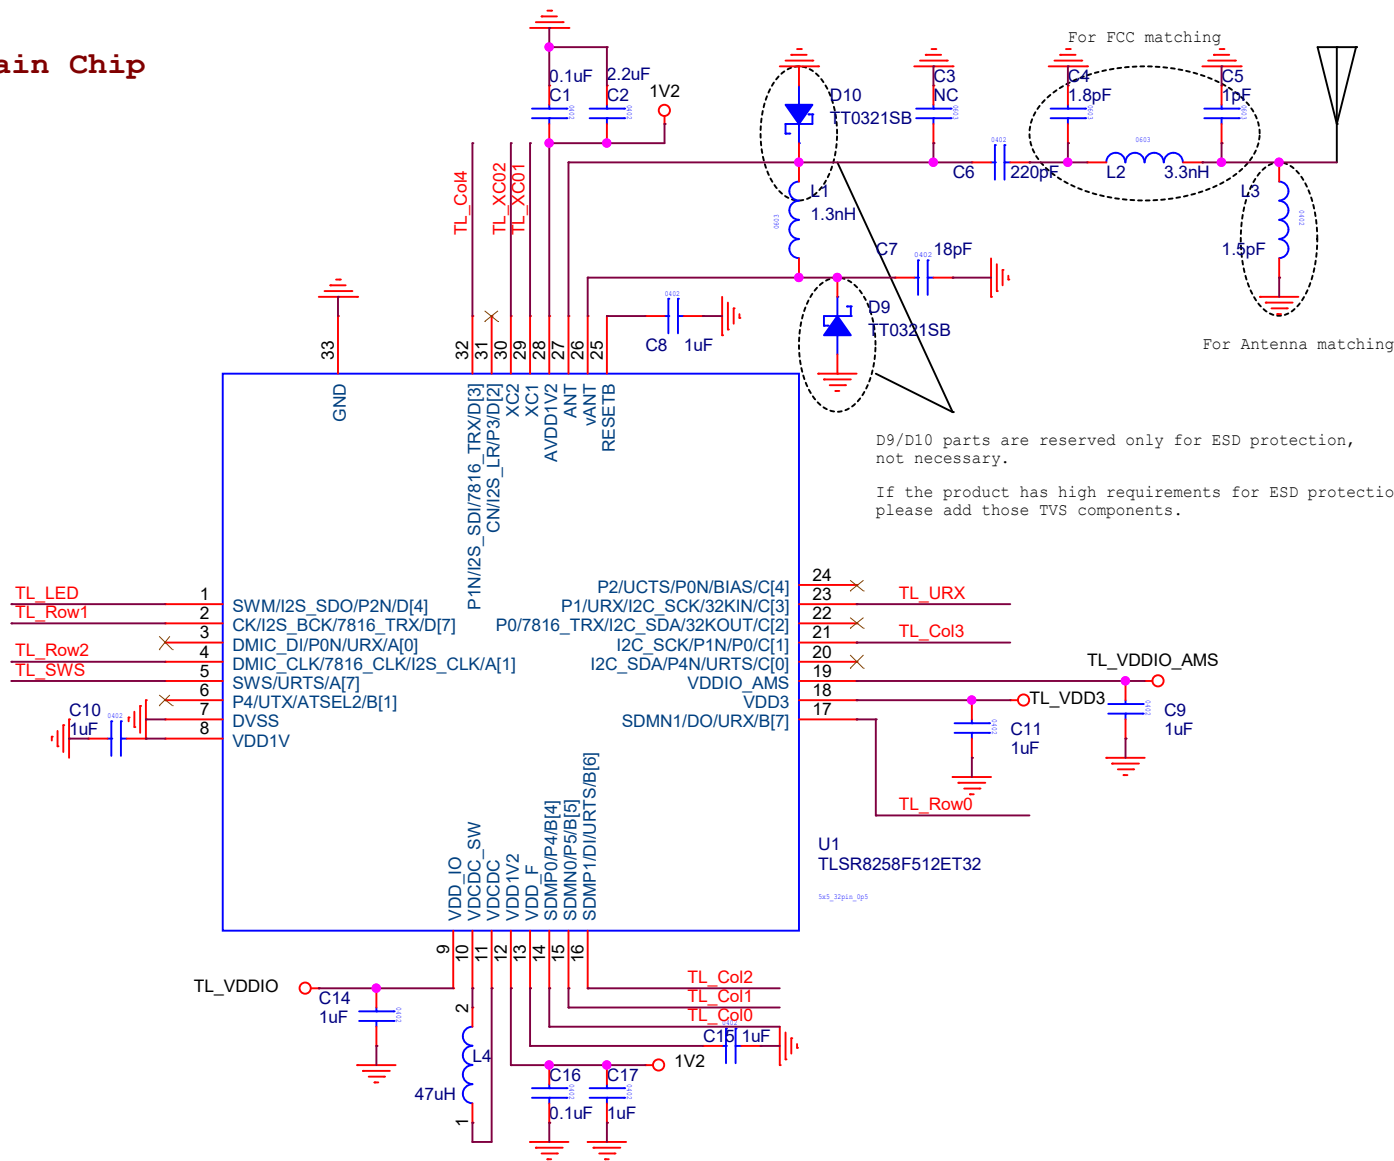 ain Chip
For FCC matching
0.1uF
C1
2.2uF
C2
1V2
D10
TT0321SB
C3
NC
C4
1.8pF
C5
1pF
C6
220pF
L2
3.3nH
0603
0402
L1
1.3nH
L3
1.5pF
0402
C7
18pF
0402
D9
TT0321SB
For Antenna matching
C8
1uF
0402
TL_Col4
TL_XC02
TL_XC01
33
32
31
30
29
28
27
26
25
GND
P1N/I2S_SDI/7816_TRX/D[3]
CN/I2S_LR/P3/D[2]
XC2
XC1
AVDD1V2
ANT
vANT
RESETB
D9/D10 parts are reserved only for ESD protection,
not necessary.
If the product has high requirements for ESD protectio
please add those TVS components.
TL_LED
1
SWM/I2S_SDO/P2N/D[4]
TL_Row1
2
CK/I2S_BCK/7816_TRX/D[7]
3
DMIC_DI/P0N/URX/A[0]
TL_Row2
4
DMIC_CLK/7816_CLK/I2S_CLK//A[1]
TL_SWS
5
SWS/URTS/A[7]
6
P4/UTX/ATSEL2/B[1]
7
DVSS
8
VDD1V
C10
1uF
0402
P2/UCTS/P0N/BIAS/C[4]
24
P1/URX/I2C_SCK/32KIN/C[3]
23
TL_URX
P0/7816_TRX/I2C_SDA/32KOUT/C[2]
22
I2C_SCK/P1N/P0/C[1]
21
TL_Col3
I2C_SDA/P4N/URTS/C[0]
20
VDDIO_AMS
19
TL_VDDIO_AMS
VDD3
18
TL_VDD3
SDMN1/DO/URX/B[7]
17
C11
1uF
C9
1uF
TL_Row0
U1
TLSR8258F512ET32
5x5_32pin_0p5
VDD_IO
VDCDC_SW
VDCDC
VDD1V2
VDD_F
SDMP0/P4/B[4]
SDMN0/P5/B[5]
SDMP1/DI/URTS/B[6]
9
10
11
12
13
14
15
16
TL_VDDIO
C14
1uF
0402
TL_Col2
TL_Col1
TL_Col0
C15
1uF
2
L4
47uH
1
1V2
C16
0.1uF
C17
1uF